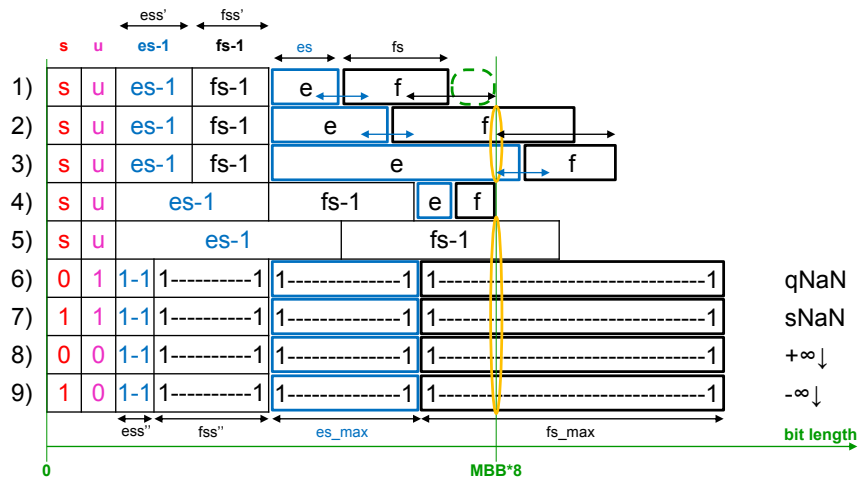 ess' fss'
s u es-1 fs-1 es fs
1) s u es-1 fs-1 e f
2) s u es-1 fs-1 e f
3) s u es-1 fs-1 e f
4) s u es-1 fs-1 e f
5) s u es-1 fs-1
6) 0 1 1-1 1----------1 1--------------1 1---------------------------------1 qNaN
7) 1 1 1-1 1----------1 1--------------1 1---------------------------------1 sNaN
8) 0 0 1-1 1----------1 1--------------1 1---------------------------------1 +∞↓
9) 1 0 1-1 1----------1 1--------------1 1---------------------------------1 -∞↓
ess'' fss'' es_max fs_max bit length
0 MBB*8